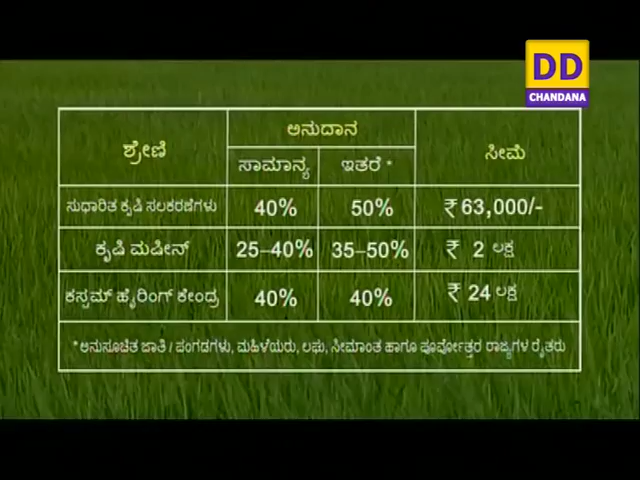 DD
CHANDANA
ಶ್ರೇಣಿ ಅನುದಾನ ಸೀಮೆ
ಸಾಮಾನ್ಯ ಇತರೆ *
ಸುಧಾರಿತ ಕೃಷಿ ಸಲಕರಣೆಗಳು 40% 50% ₹ 63,000/-
ಕೃಷಿ ಮಷೀನ್ 25–40% 35–50% ₹ 2 ಲಕ್ಷ
ಕಸ್ಟಮ್ ಹೈರಿಂಗ್ ಕೇಂದ್ರ 40% 40% ₹ 24 ಲಕ್ಷ
*ಅನುಸೂಚಿತ ಜಾತಿ / ಪಂಗಡಗಳು, ಮಹಿಳೆಯರು, ಲಘು, ಸೀಮಾಂತ ಹಾಗೂ ಪೂರ್ವೋತ್ತರ ರಾಜ್ಯಗಳ ರೈತರು